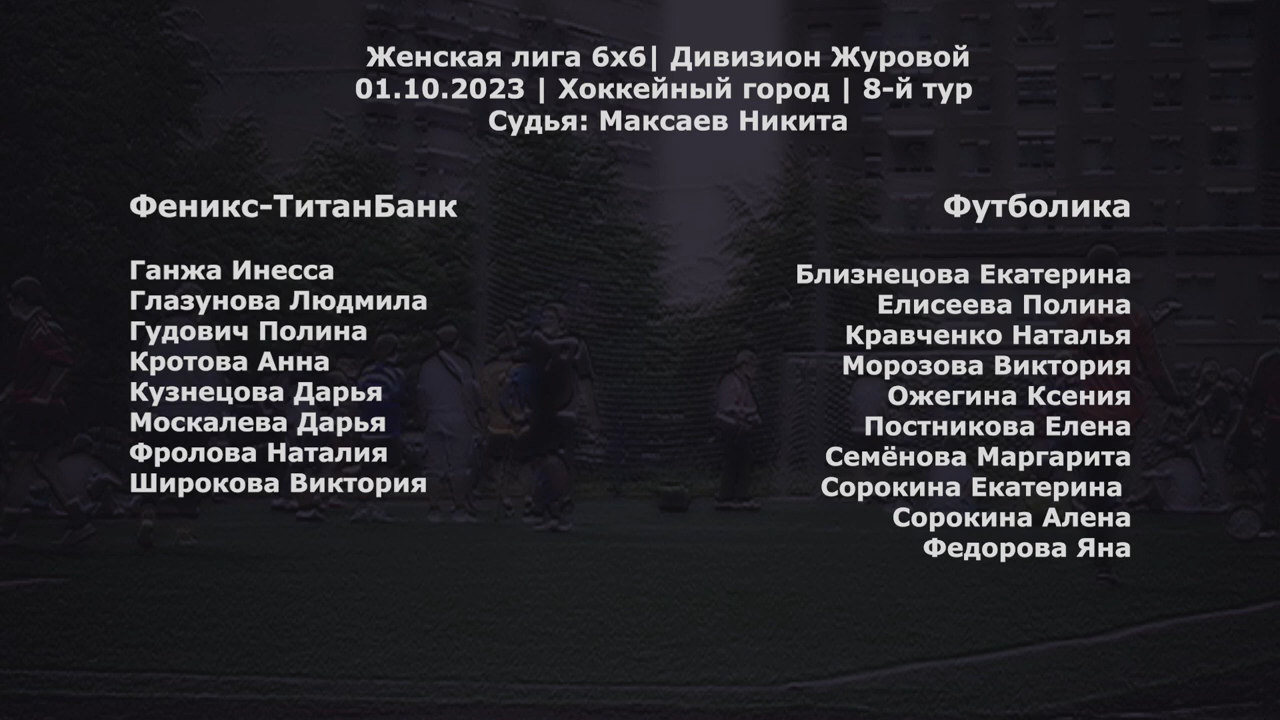 Женская лига 6x6| Дивизион Журовой
01.10.2023 | Хоккейный город | 8-й тур
Судья: Максаев Никита
Феникс-ТитанБанк
Ганжа Инесса
Глазунова Людмила
Гудович Полина
Кротова Анна
Кузнецова Дарья
Москалева Дарья
Фролова Наталия
Широкова Виктория
Футболика
Близнецова Екатерина
Елисеева Полина
Кравченко Наталья
Морозова Виктория
Ожегина Ксения
Постникова Елена
Семёнова Маргарита
Сорокина Екатерина
Сорокина Алена
Федорова Яна